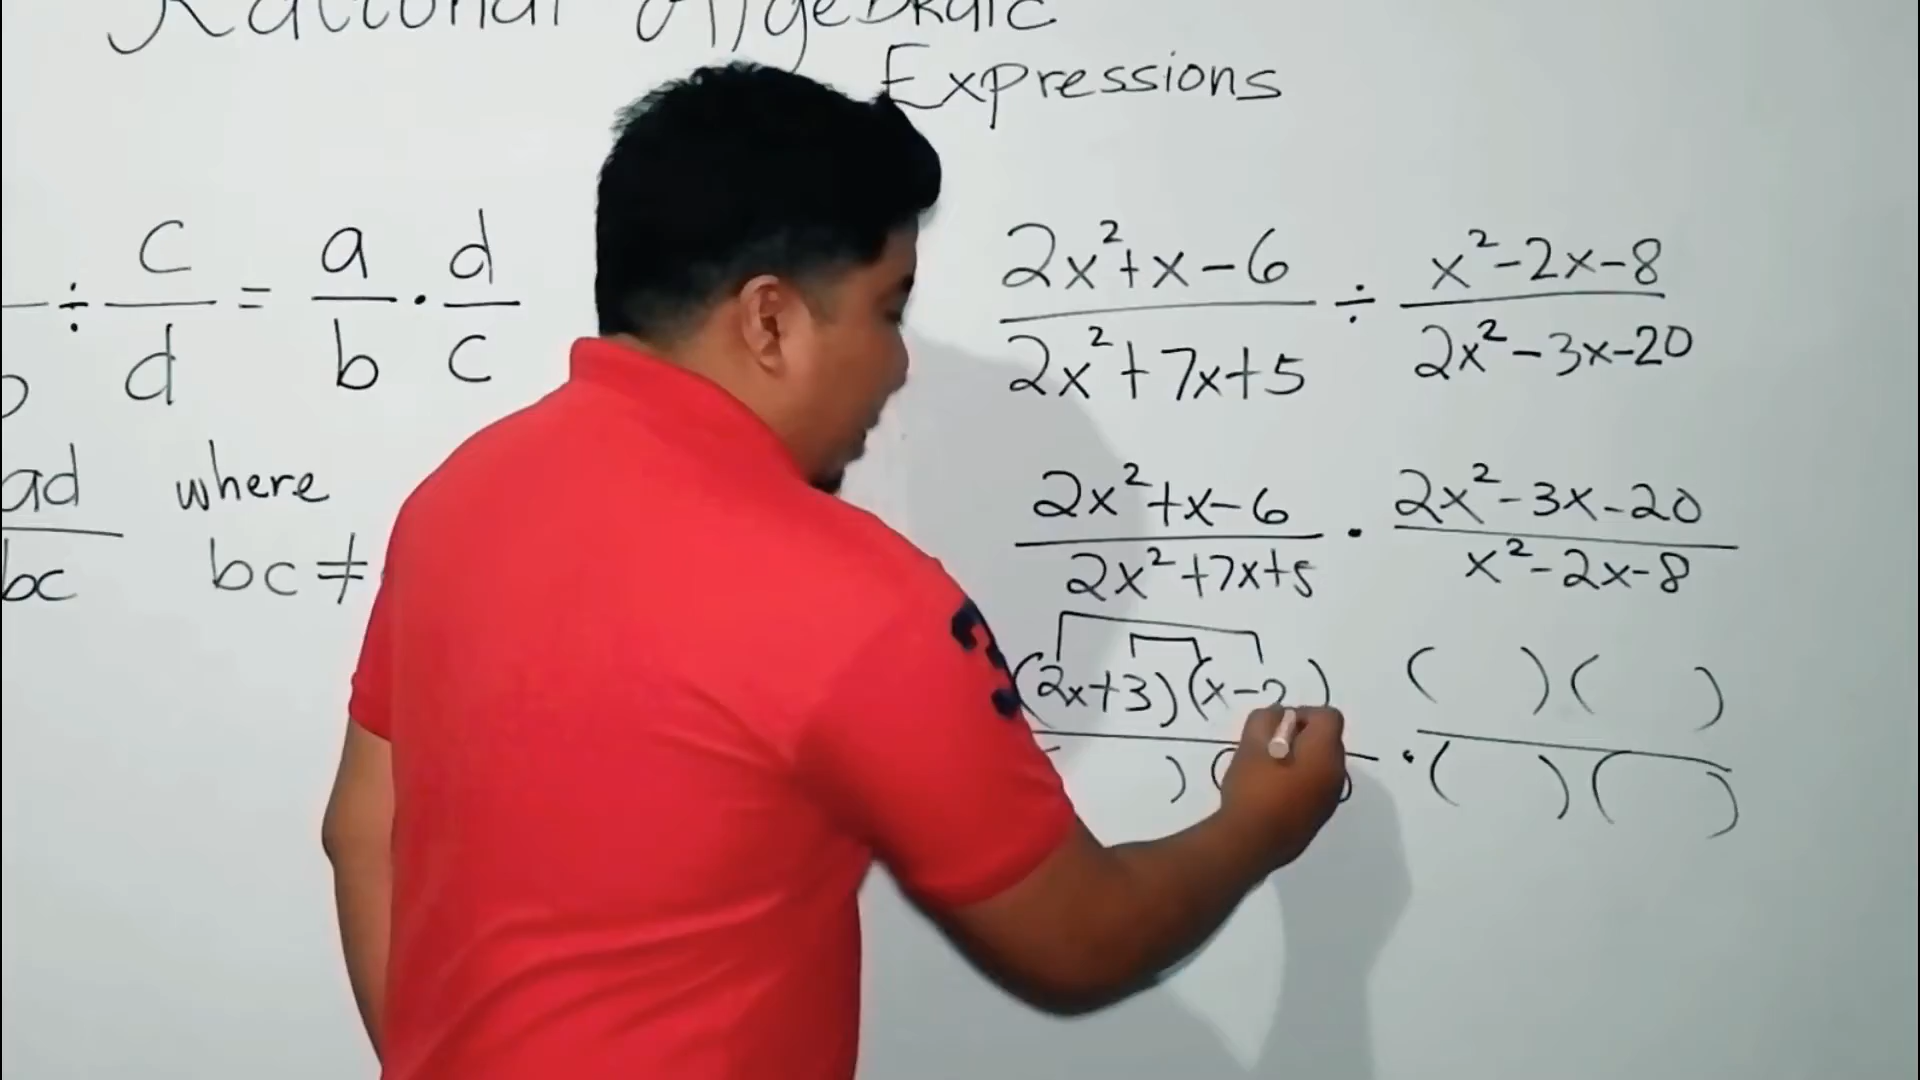 Rational Algebraic
Expressions
÷ c/d = a/b · d/c
ad/bc where bc ≠
(2x²+x-6)/(2x²+7x+5) ÷ (x²-2x-8)/(2x²-3x-20)
(2x²+x-6)/(2x²+7x+5) · (2x²-3x-20)/(x²-2x-8)
(2x+3)(x-2) ( )( )
)( ) · ( )( )
3